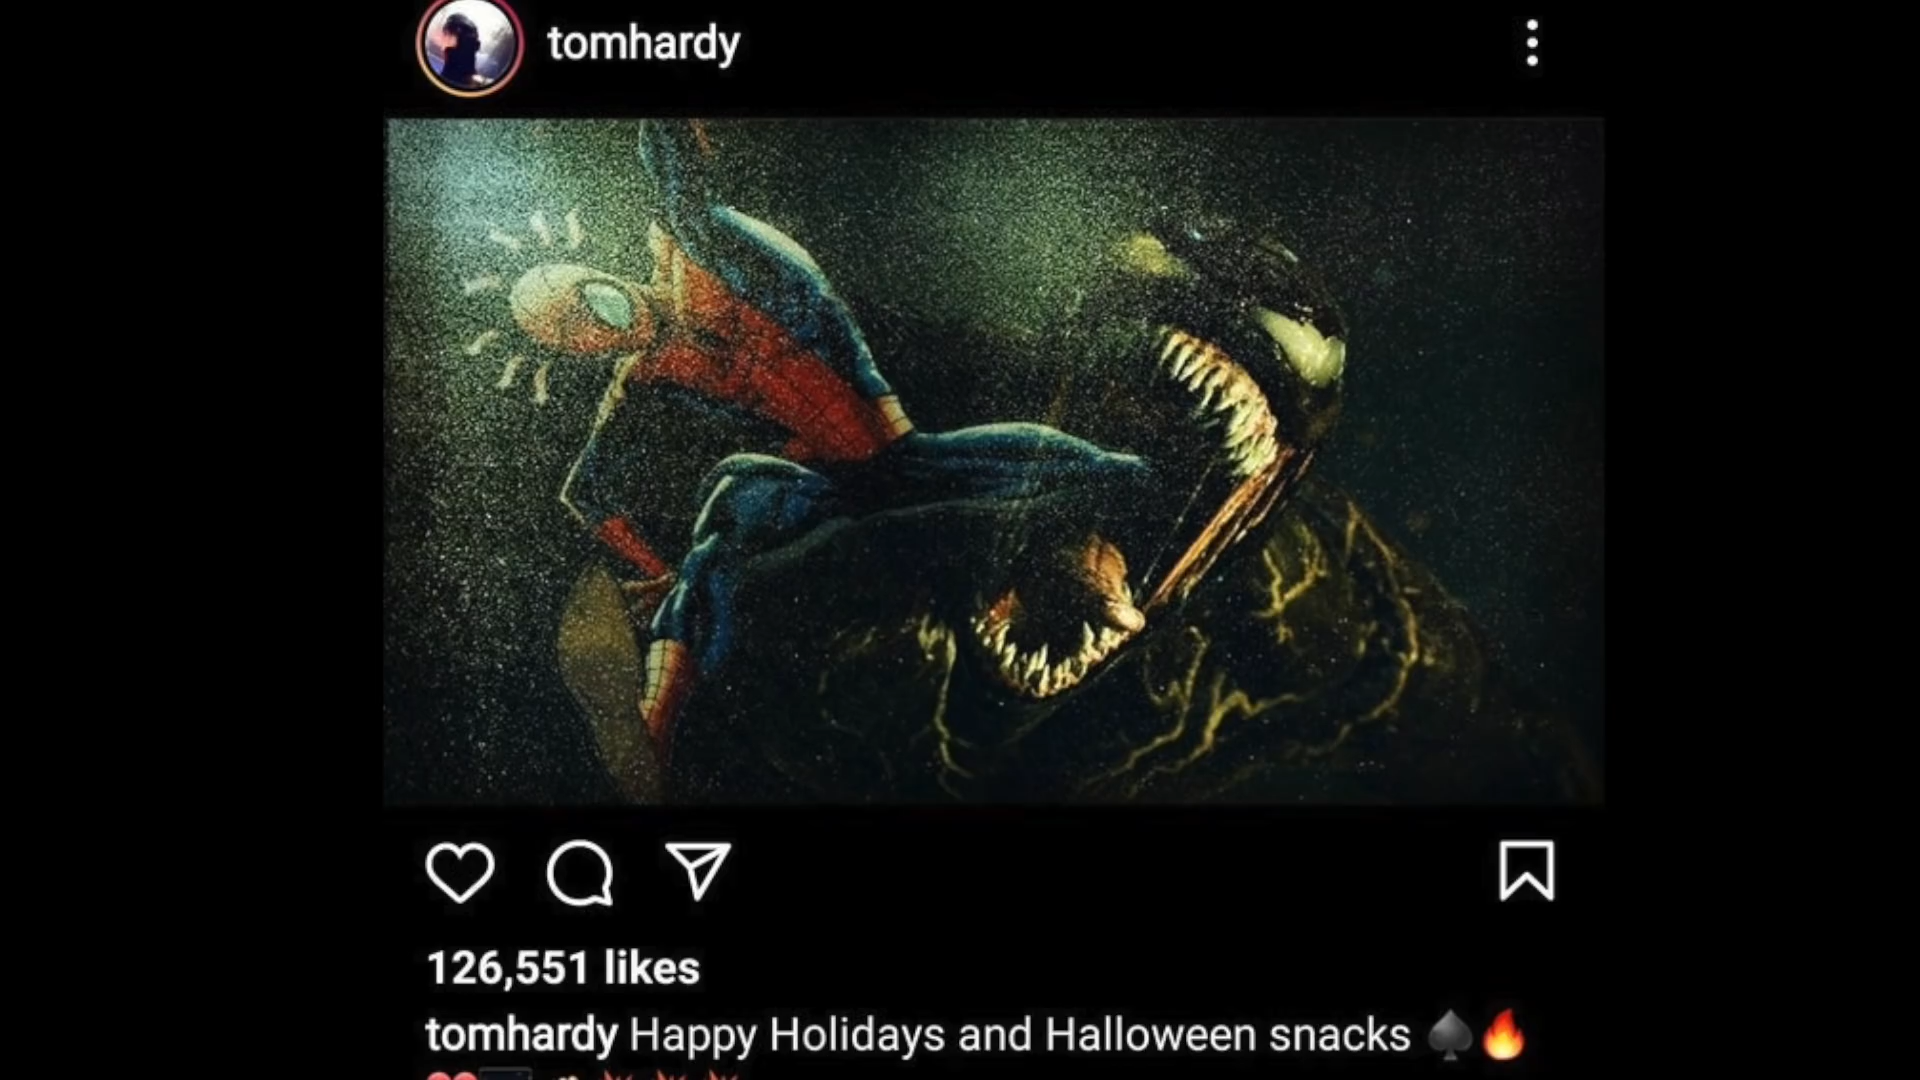 tomhardy
126,551 likes
tomhardy Happy Holidays and Halloween snacks ♠️🔥